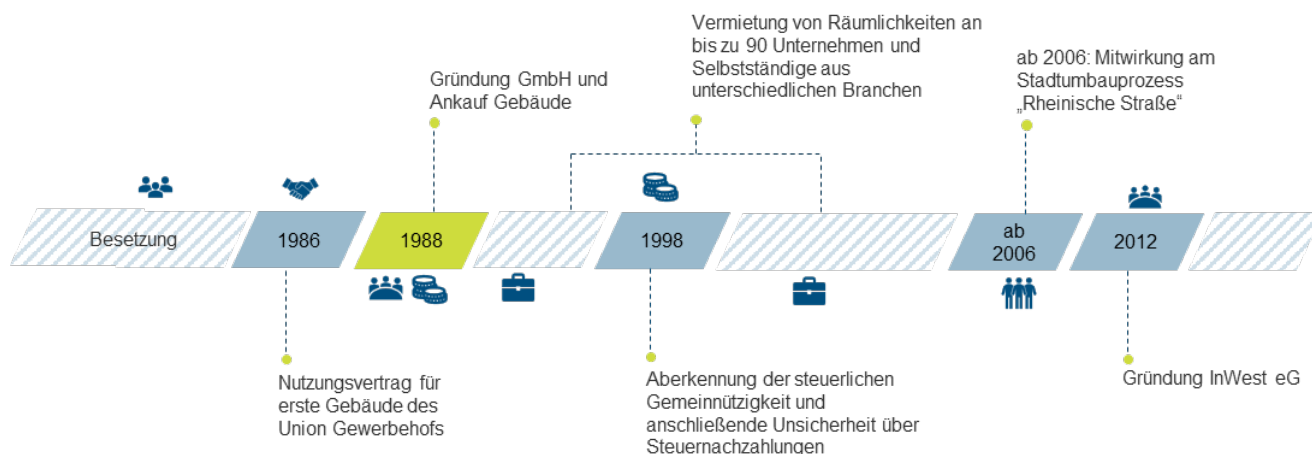 Vermietung von Räumlichkeiten an
bis zu 90 Unternehmen und
Selbstständige aus
unterschiedlichen Branchen
ab 2006: Mitwirkung am
Stadtumbauprozess
„Rheinische Straße“
Gründung GmbH und
Ankauf Gebäude
Besetzung
1986
1988
1998
ab
2006
2012
Nutzungsvertrag für
erste Gebäude des
Union Gewerbehofs
Aberkennung der steuerlichen
Gemeinnützigkeit und
anschließende Unsicherheit über
Steuernachzahlungen
Gründung InWest eG